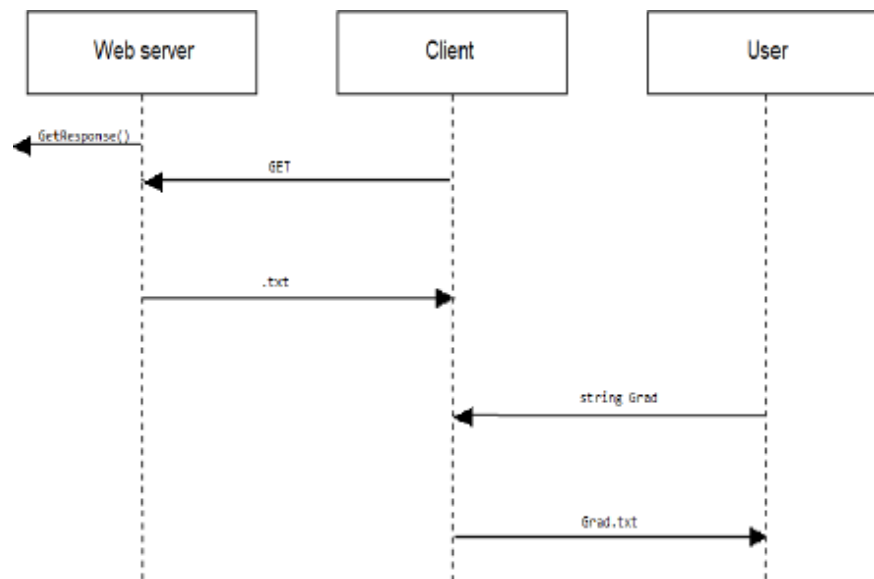 Web server
Client
User
GetResponse()
GET
.txt
string Grad
Grad.txt